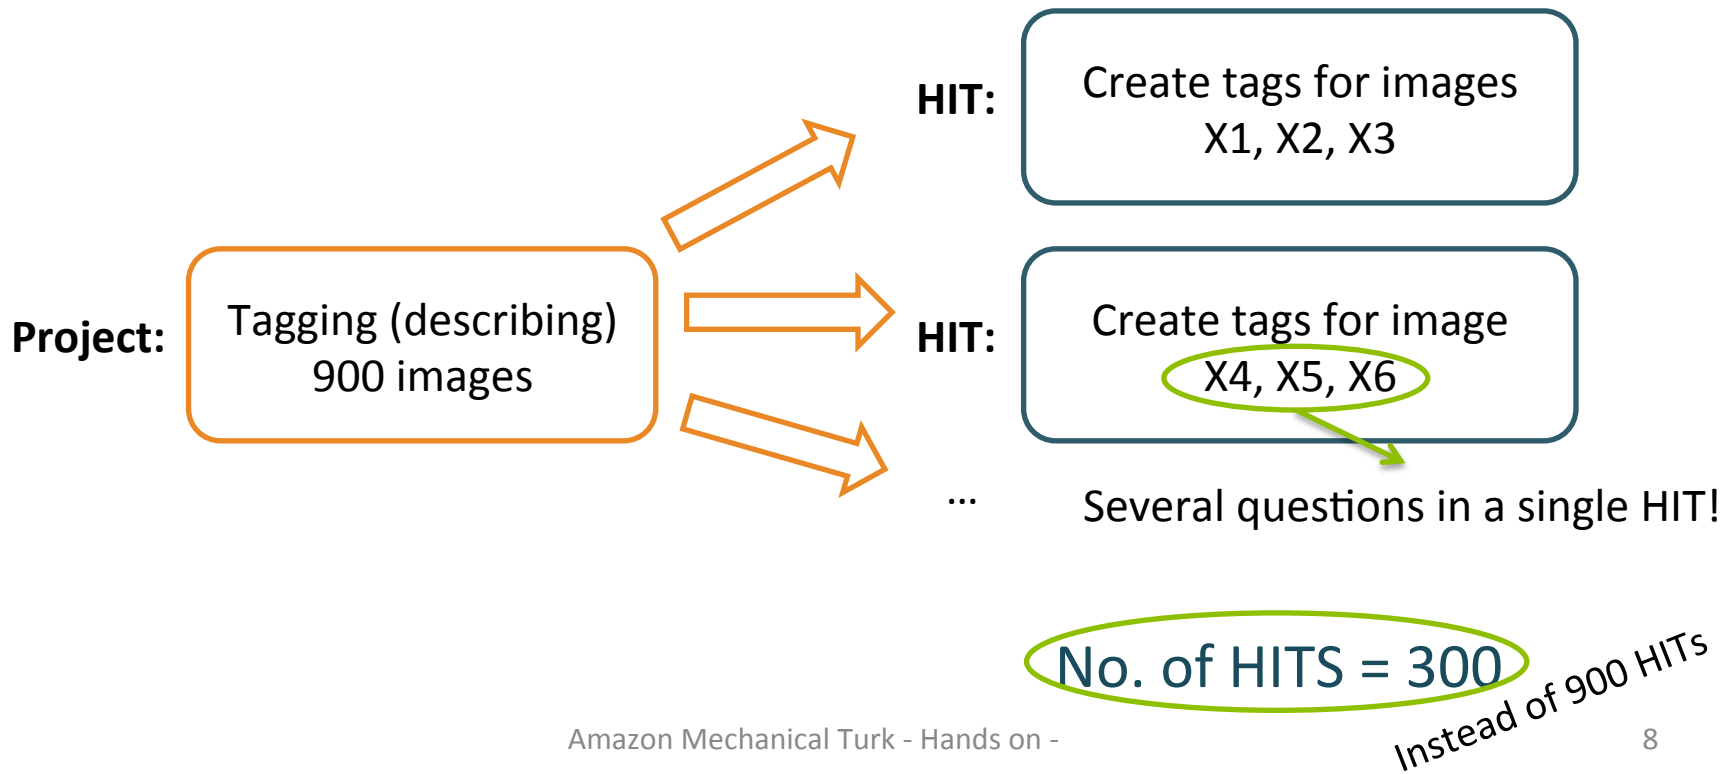 HIT:
Create tags for images
X1, X2, X3
Project:
Tagging (describing)
900 images
HIT:
Create tags for image
X4, X5, X6
...
Several questions in a single HIT!
No. of HITS = 300
Instead of 900 HITs
Amazon Mechanical Turk - Hands on -
8